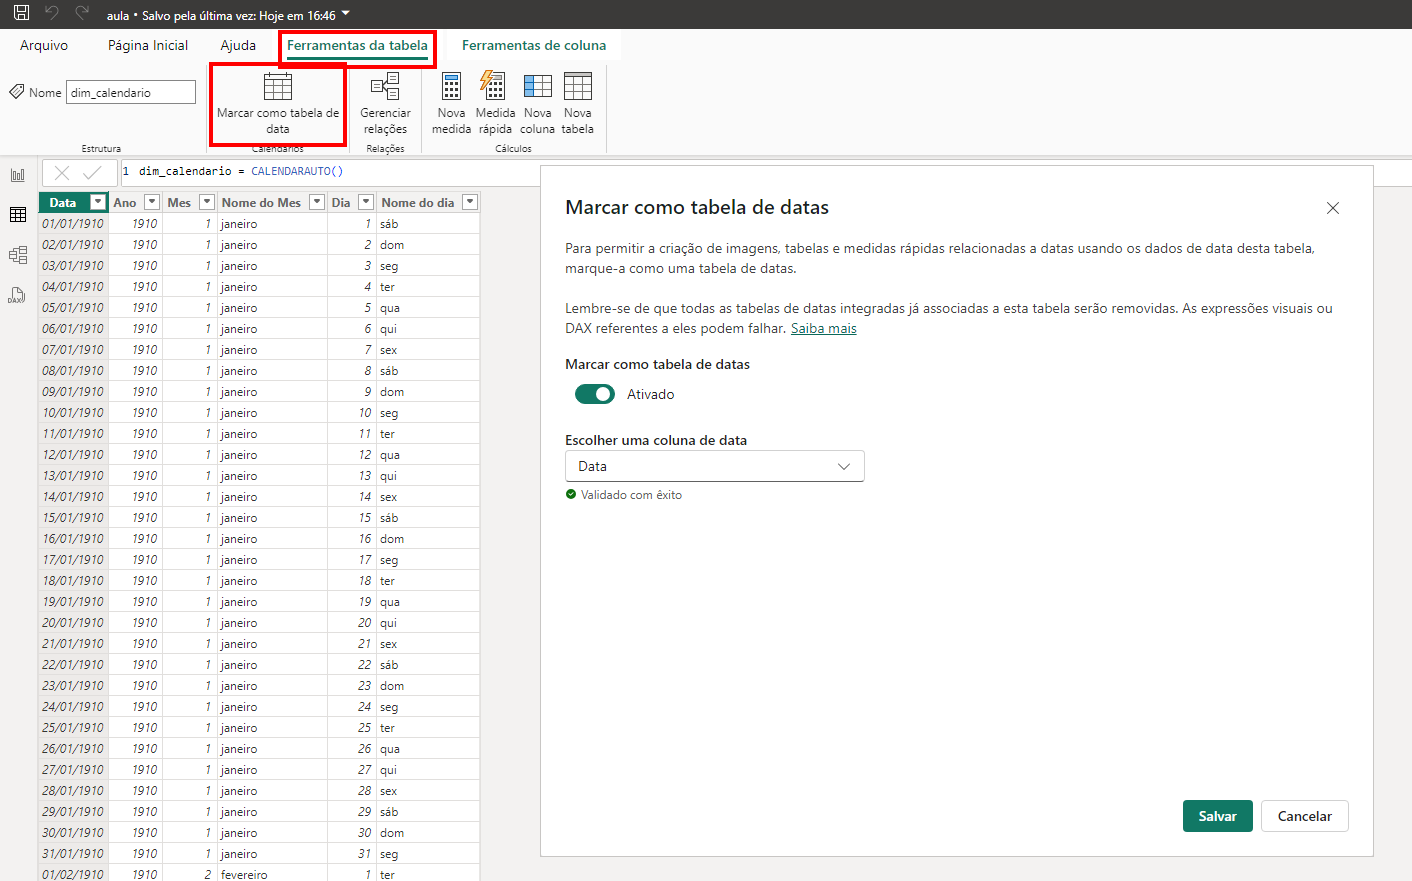 aula • Salvo pela última vez: Hoje em 16:46
Arquivo Página Inicial Ajuda Ferramentas da tabela Ferramentas de coluna
Nome dim_calendario
Marcar como tabela de
data
Gerenciar
relações
Nova
medida
Medida
rápida
Nova
coluna
Nova
tabela
Estrutura Calendários Relações Cálculos
1 dim_calendario = CALENDARAUTO()
Data Ano Mes Nome do Mes Dia Nome do dia
01/01/1910 1910 1 janeiro 1 sáb
02/01/1910 1910 1 janeiro 2 dom
03/01/1910 1910 1 janeiro 3 seg
04/01/1910 1910 1 janeiro 4 ter
05/01/1910 1910 1 janeiro 5 qua
06/01/1910 1910 1 janeiro 6 qui
07/01/1910 1910 1 janeiro 7 sex
08/01/1910 1910 1 janeiro 8 sáb
09/01/1910 1910 1 janeiro 9 dom
10/01/1910 1910 1 janeiro 10 seg
11/01/1910 1910 1 janeiro 11 ter
12/01/1910 1910 1 janeiro 12 qua
13/01/1910 1910 1 janeiro 13 qui
14/01/1910 1910 1 janeiro 14 sex
15/01/1910 1910 1 janeiro 15 sáb
16/01/1910 1910 1 janeiro 16 dom
17/01/1910 1910 1 janeiro 17 seg
18/01/1910 1910 1 janeiro 18 ter
19/01/1910 1910 1 janeiro 19 qua
20/01/1910 1910 1 janeiro 20 qui
21/01/1910 1910 1 janeiro 21 sex
22/01/1910 1910 1 janeiro 22 sáb
23/01/1910 1910 1 janeiro 23 dom
24/01/1910 1910 1 janeiro 24 seg
25/01/1910 1910 1 janeiro 25 ter
26/01/1910 1910 1 janeiro 26 qua
27/01/1910 1910 1 janeiro 27 qui
28/01/1910 1910 1 janeiro 28 sex
29/01/1910 1910 1 janeiro 29 sáb
30/01/1910 1910 1 janeiro 30 dom
31/01/1910 1910 1 janeiro 31 seg
01/02/1910 1910 2 fevereiro 1 ter
DAX
Marcar como tabela de datas
Para permitir a criação de imagens, tabelas e medidas rápidas relacionadas a datas usando os dados de data desta tabela,
marque-a como uma tabela de datas.
Lembre-se de que todas as tabelas de datas integradas já associadas a esta tabela serão removidas. As expressões visuais ou
DAX referentes a eles podem falhar. Saiba mais
Marcar como tabela de datas
Ativado
Escolher uma coluna de data
Data
Validado com êxito
Salvar Cancelar